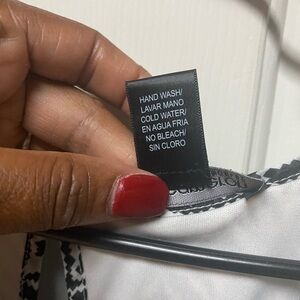 HAND WASH/
LAVAR MANO
COLD WATER/
EN AGUA FRIA
NO BLEACH/
SIN CLORO